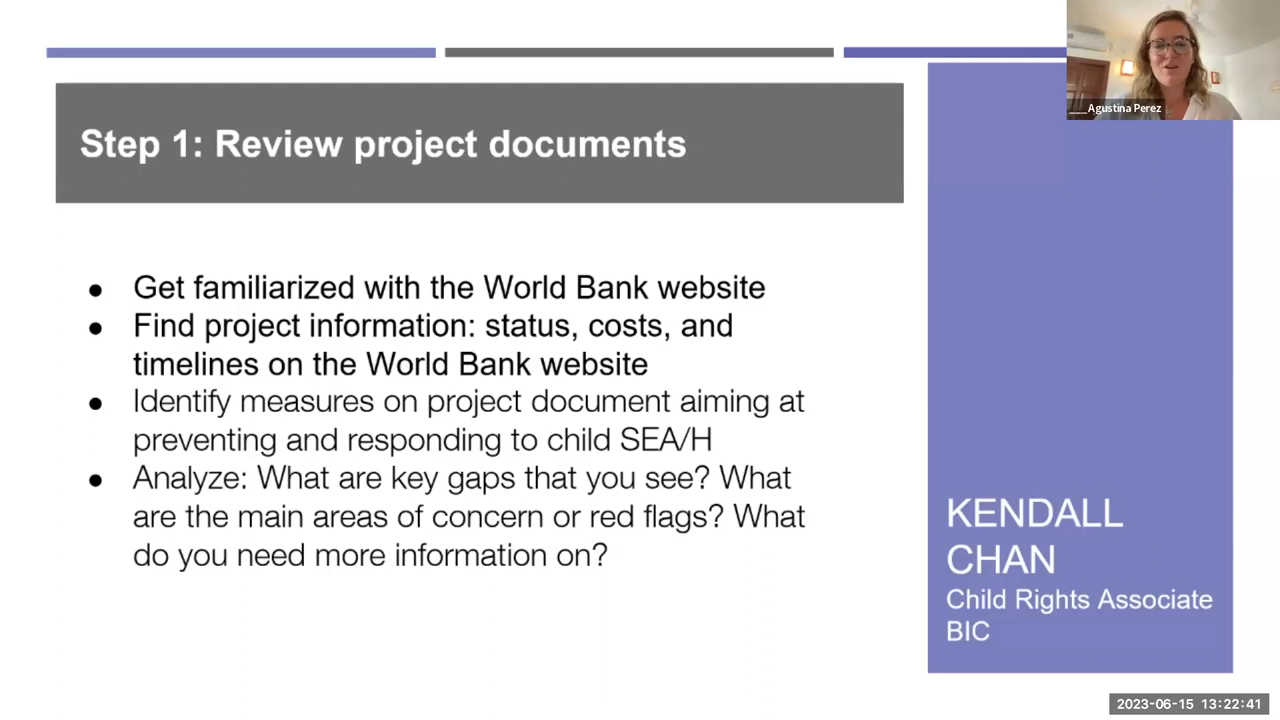 ___Agustina Perez
Step 1: Review project documents
● Get familiarized with the World Bank website
● Find project information: status, costs, and
timelines on the World Bank website
● Identify measures on project document aiming at
preventing and responding to child SEA/H
● Analyze: What are key gaps that you see? What
are the main areas of concern or red flags? What
do you need more information on?
KENDALL
CHAN
Child Rights Associate
BIC
2023-06-15 13:22:41